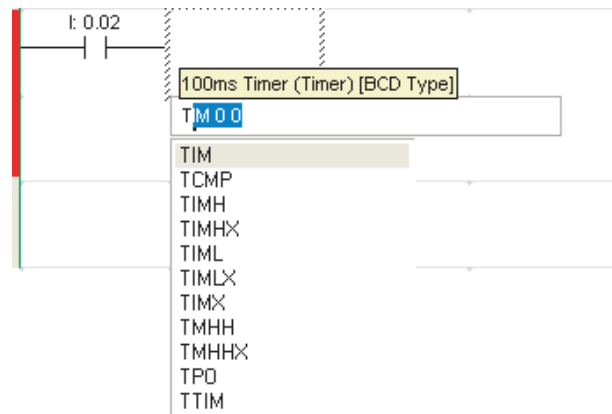 I: 0.02
100ms Timer (Timer) [BCD Type]
TIM 0 0
TIM
TCMP
TIMH
TIMHX
TIML
TIMLX
TIMX
TMHH
TMHHX
TPO
TTIM